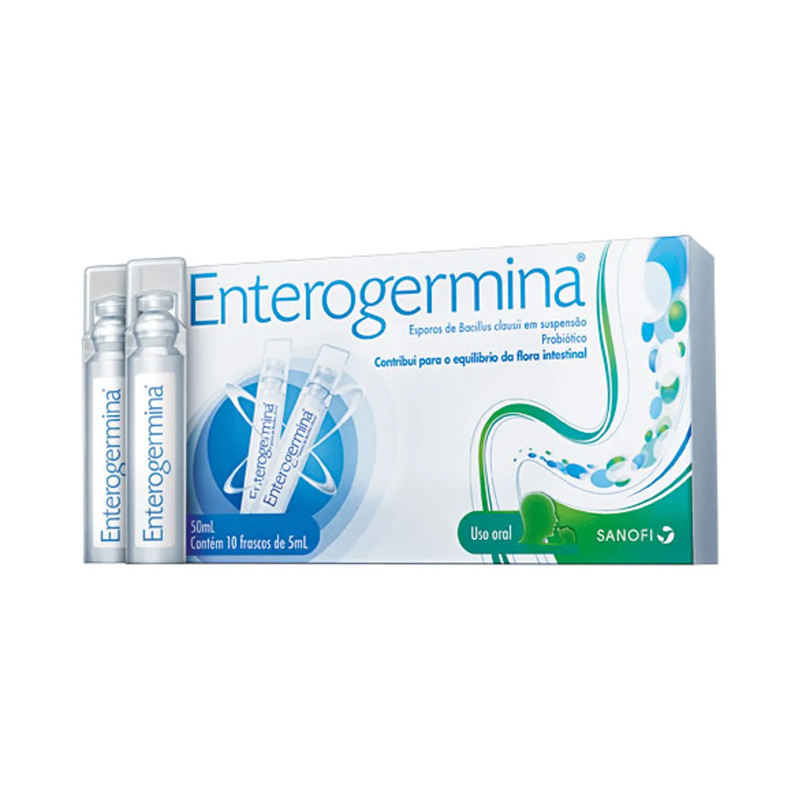 Enterogermina®
Esporos de Bacillus clausii em suspensão
Probiótico
Contribui para o equilíbrio da flora intestinal
Enterogermina®
Enterogermina®
Enterogermina
Enterogermina
50mL
Contém 10 frascos de 5mL
Uso oral
SANOFI